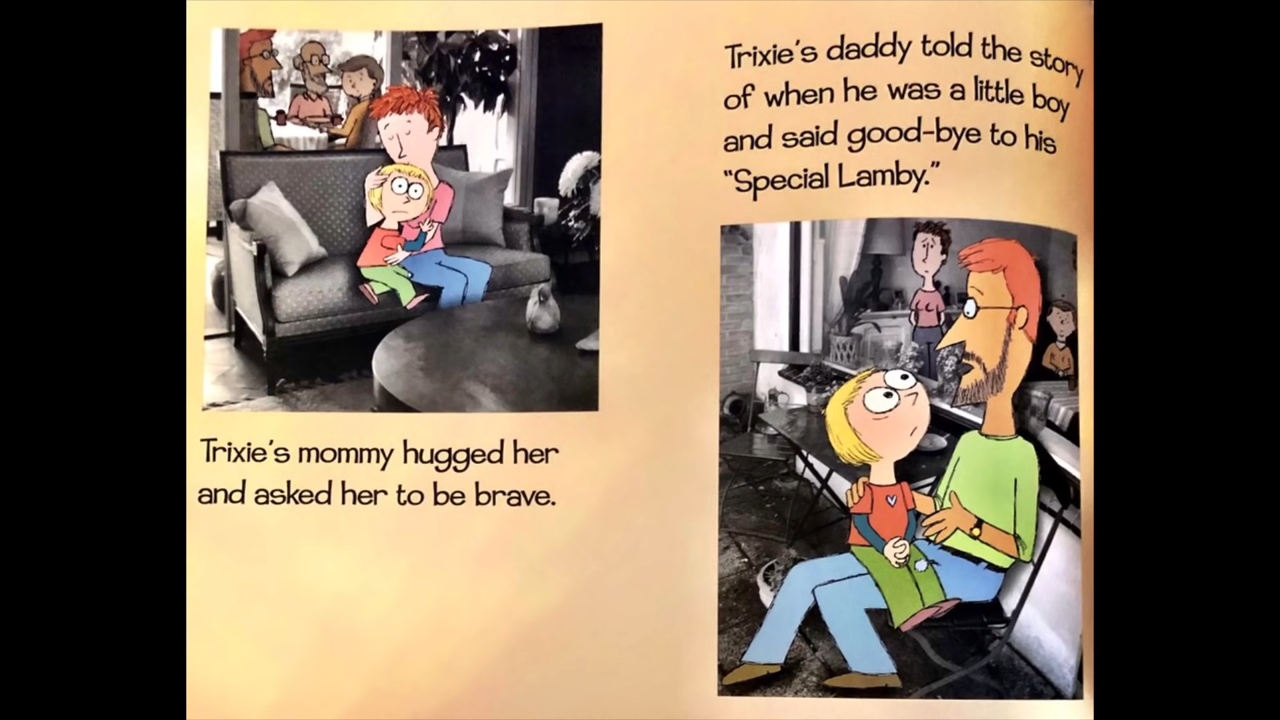 Trixie's mommy hugged her
and asked her to be brave.
Trixie's daddy told the story
of when he was a little boy
and said good-bye to his
“Special Lamby.”